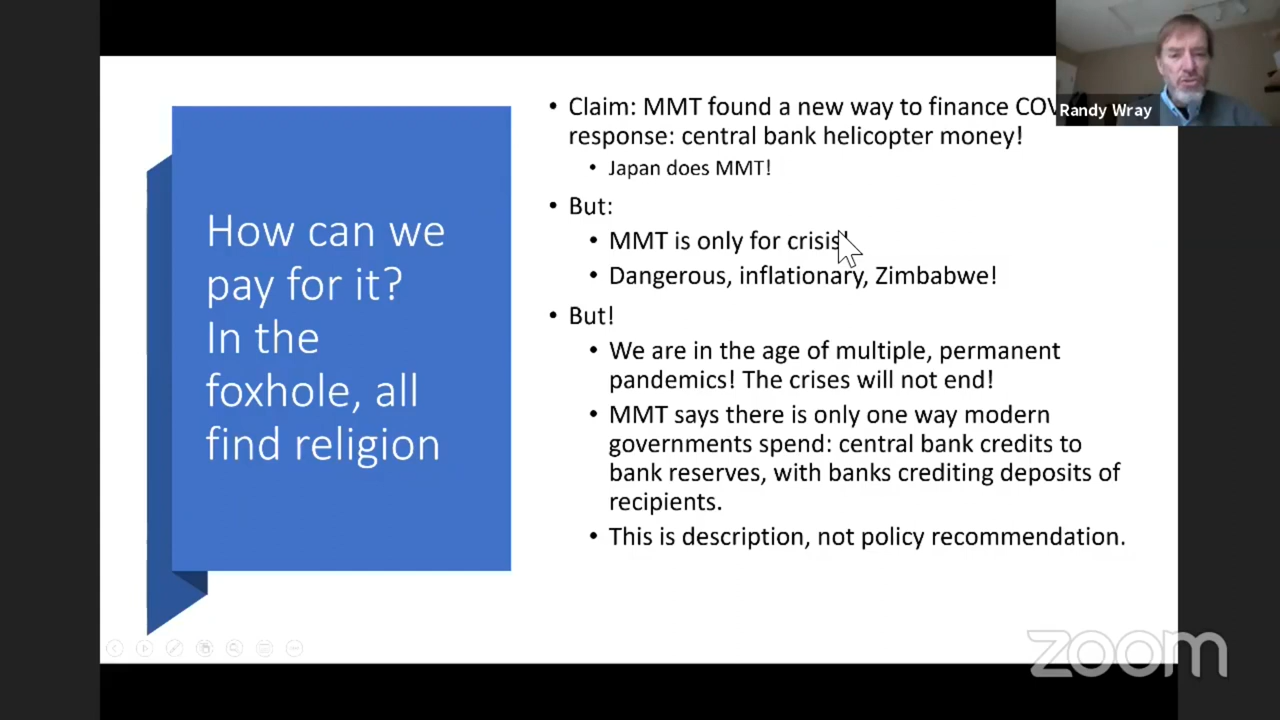 How can we
pay for it?
In the
foxhole, all
find religion
• Claim: MMT found a new way to finance
response: central bank helicopter money!
• Japan does MMT!
• But:
• MMT is only for crisis!
• Dangerous, inflationary, Zimbabwe!
• But!
• We are in the age of multiple, permanent
pandemics! The crises will not end!
• MMT says there is only one way modern
governments spend: central bank credits to
bank reserves, with banks crediting deposits of
recipients.
• This is description, not policy recommendation.
Randy Wray
zoom